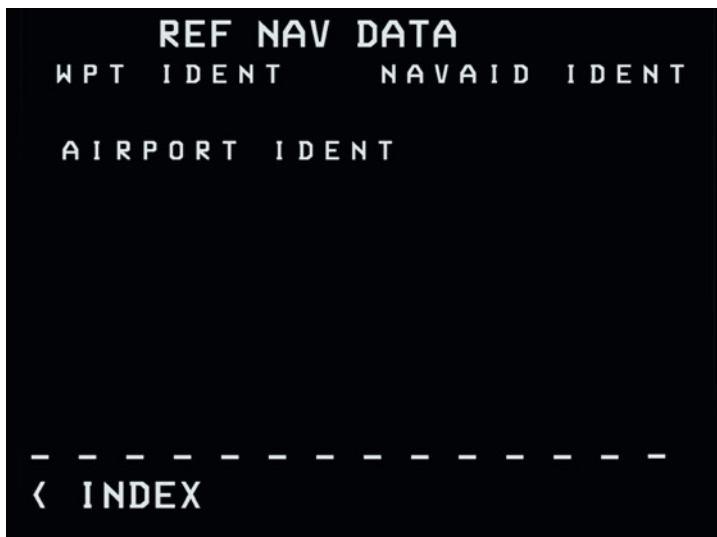 REF NAV DATA
WPT IDENT NAVAID IDENT
AIRPORT IDENT
- - - - - - - - - - - - - -
< INDEX